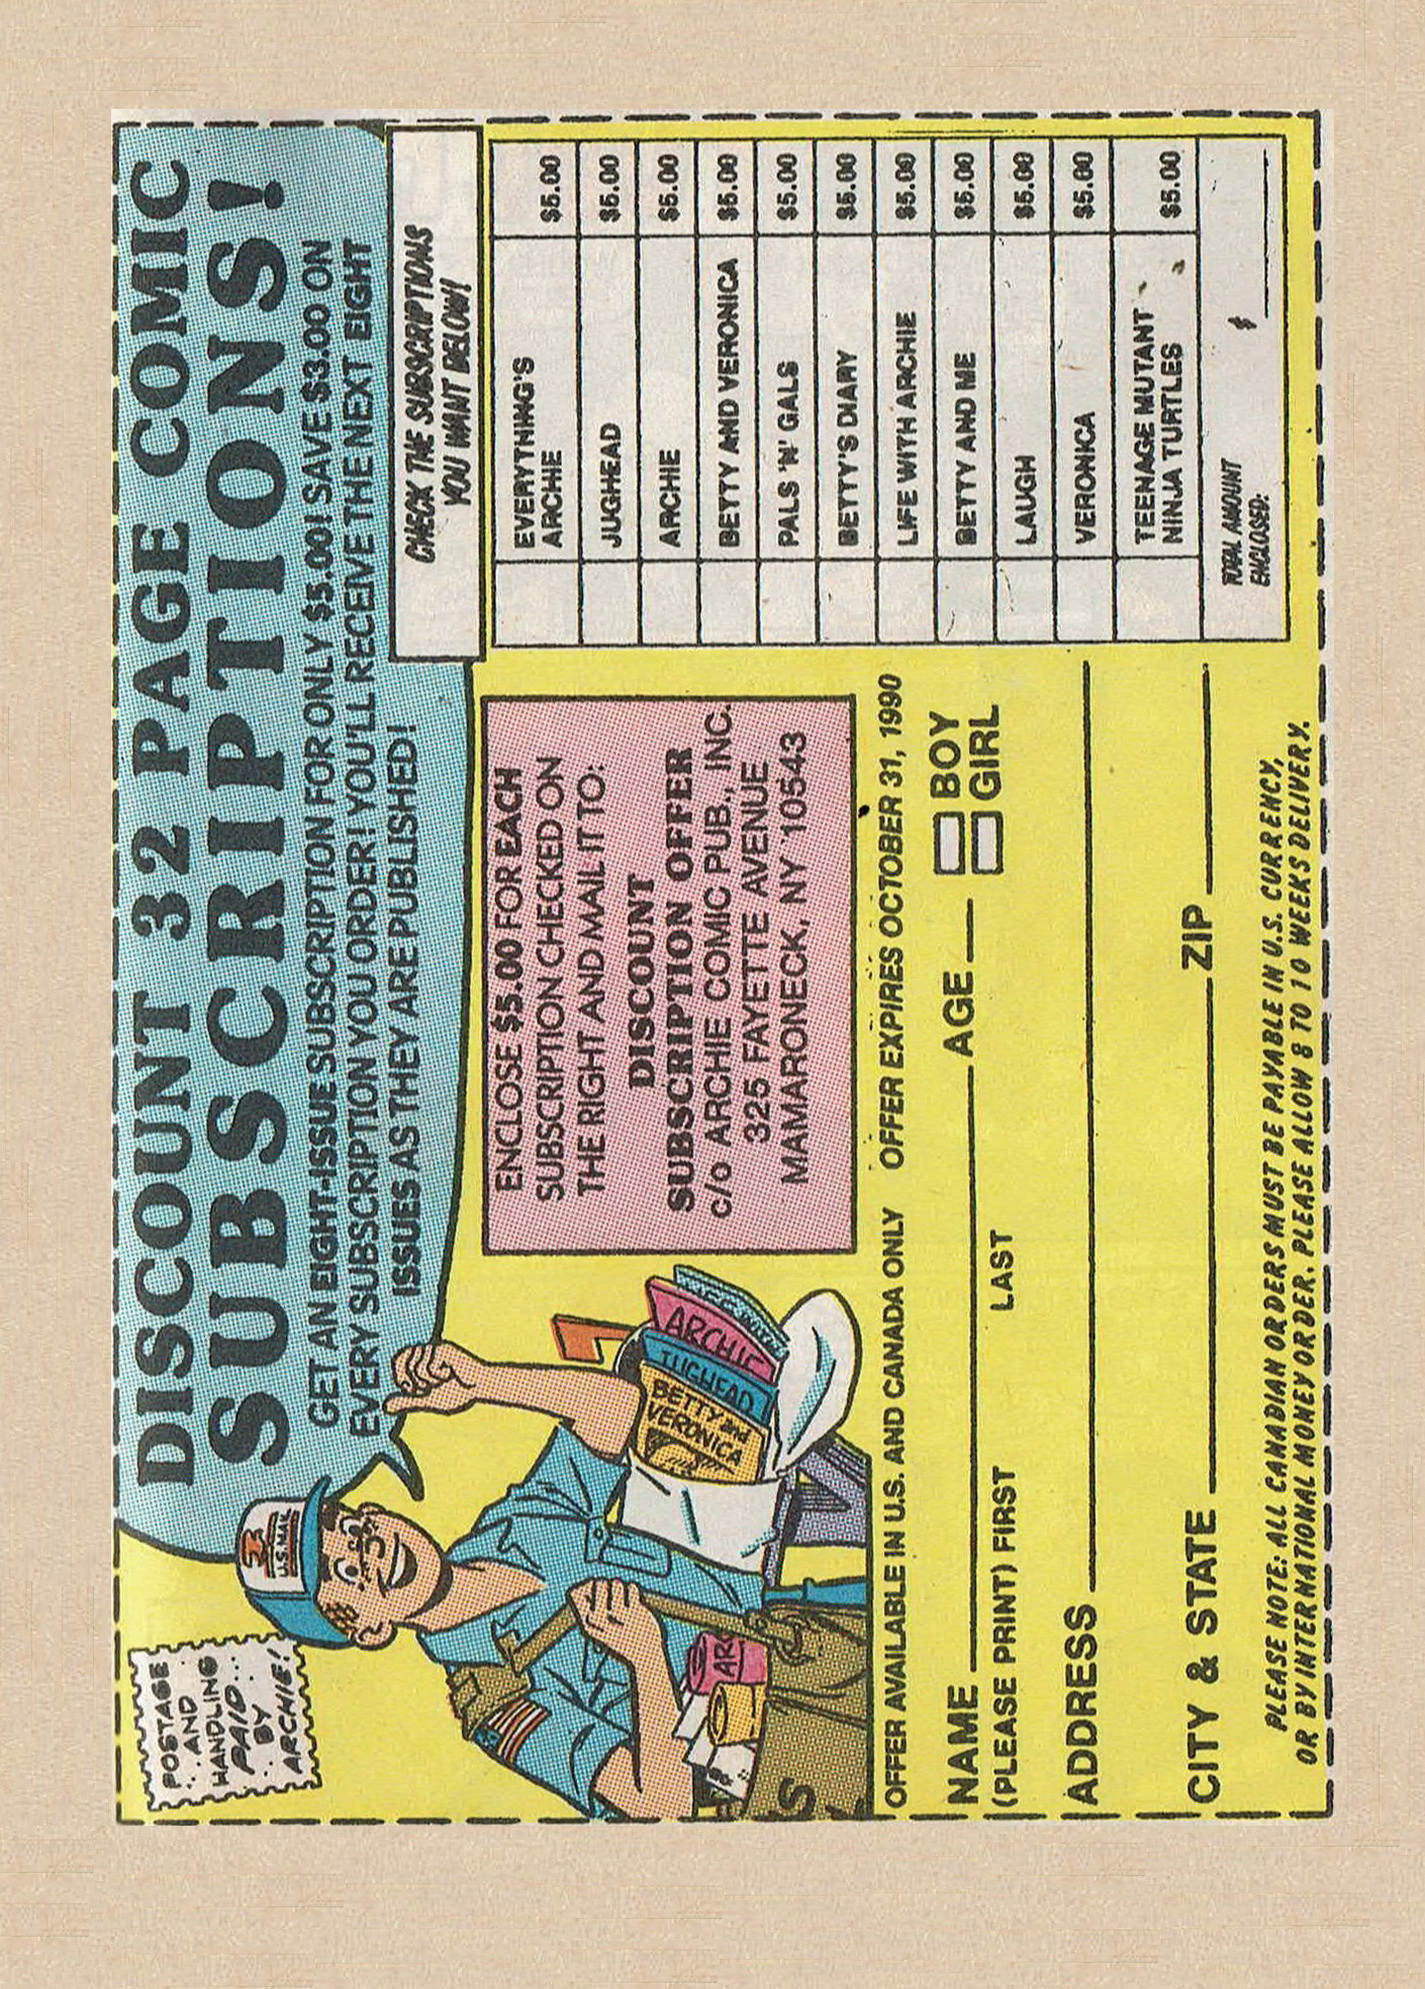 DISCOUNT 32 PAGE COMIC
SUBSCRIPTIONS!
GET AN EIGHT-ISSUE SUBSCRIPTION FOR ONLY $5.00! SAVE $3.00 ON
EVERY SUBSCRIPTION YOU ORDER! YOU'LL RECEIVE THE NEXT EIGHT
ISSUES AS THEY ARE PUBLISHED!
POSTAGE
AND
HANDLING
PAID...
BY
ARCHIE!
U.S. MAIL
BETTY and
VERONICA
JUGHEAD
ARCHIE
AR
ENCLOSE $5.00 FOR EACH
SUBSCRIPTION CHECKED ON
THE RIGHT AND MAIL IT TO:
DISCOUNT
SUBSCRIPTION OFFER
c/o ARCHIE COMIC PUB., INC.
325 FAYETTE AVENUE
MAMARONECK, NY 10543
CHECK THE SUBSCRIPTIONS
YOU WANT BELOW!
EVERYTHING'S
ARCHIE $5.00
JUGHEAD $5.00
ARCHIE $5.00
BETTY AND VERONICA $5.00
PALS 'N' GALS $5.00
BETTY'S DIARY $5.00
LIFE WITH ARCHIE $5.00
BETTY AND ME $5.00
LAUGH $5.00
VERONICA $5.00
TEENAGE MUTANT
NINJA TURTLES $5.00
TOTAL AMOUNT
ENCLOSED: $
OFFER AVAILABLE IN U.S. AND CANADA ONLY OFFER EXPIRES OCTOBER 31, 1990
NAME AGE BOY
(PLEASE PRINT) FIRST LAST GIRL
ADDRESS
CITY & STATE ZIP
PLEASE NOTE: ALL CANADIAN ORDERS MUST BE PAYABLE IN U.S. CURRENCY,
OR BY INTERNATIONAL MONEY ORDER. PLEASE ALLOW 8 TO 10 WEEKS DELIVERY.